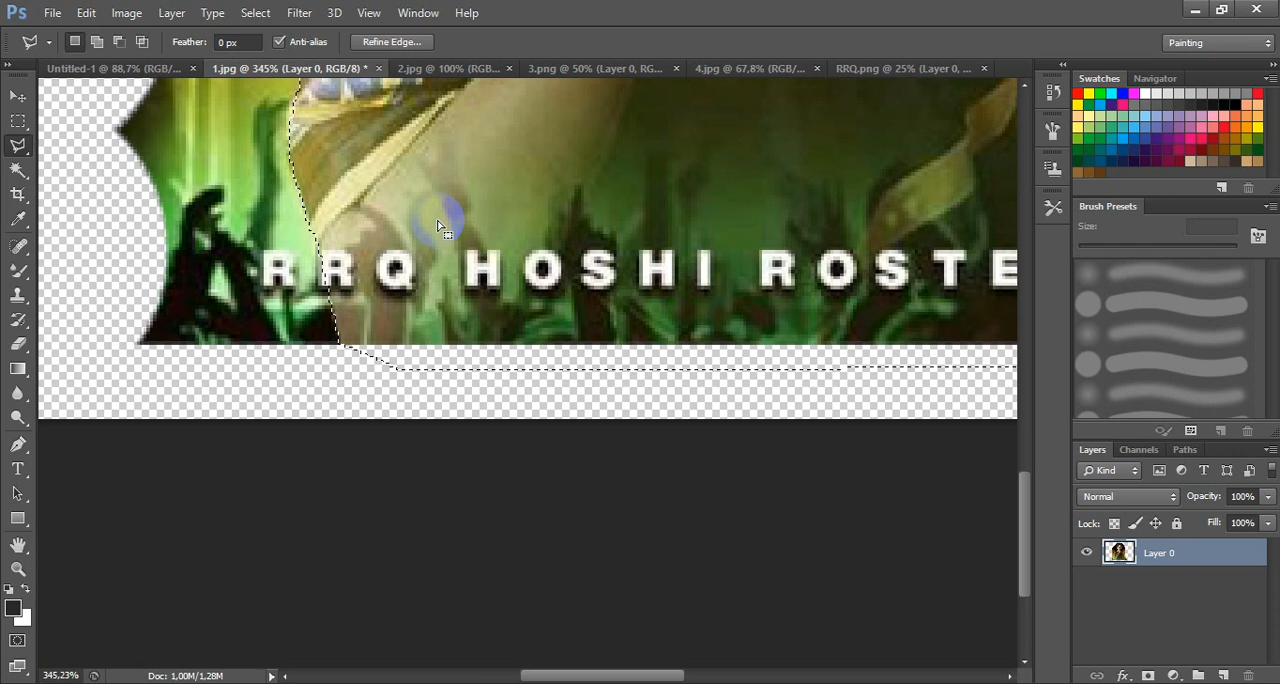 Ps File Edit Image Layer Type Select Filter 3D View Window Help
Feather: 0 px Anti-alias Refine Edge... Painting
Untitled-1 @ 88,7% (RGB/... × 1.jpg @ 345% (Layer 0, RGB/8) * × 2.jpg @ 100% (RGB... × 3.png @ 50% (Layer 0, RG... × 4.jpg @ 67,8% (RGB/... × RRQ.png @ 25% (Layer 0, ... ×
Swatches Navigator
Brush Presets
Size:
RRQ HOSHI ROSTE
Layers Channels Paths
Kind
Normal Opacity: 100%
Lock: Fill: 100%
Layer 0
345,23% Doc: 1,00M/1,28M